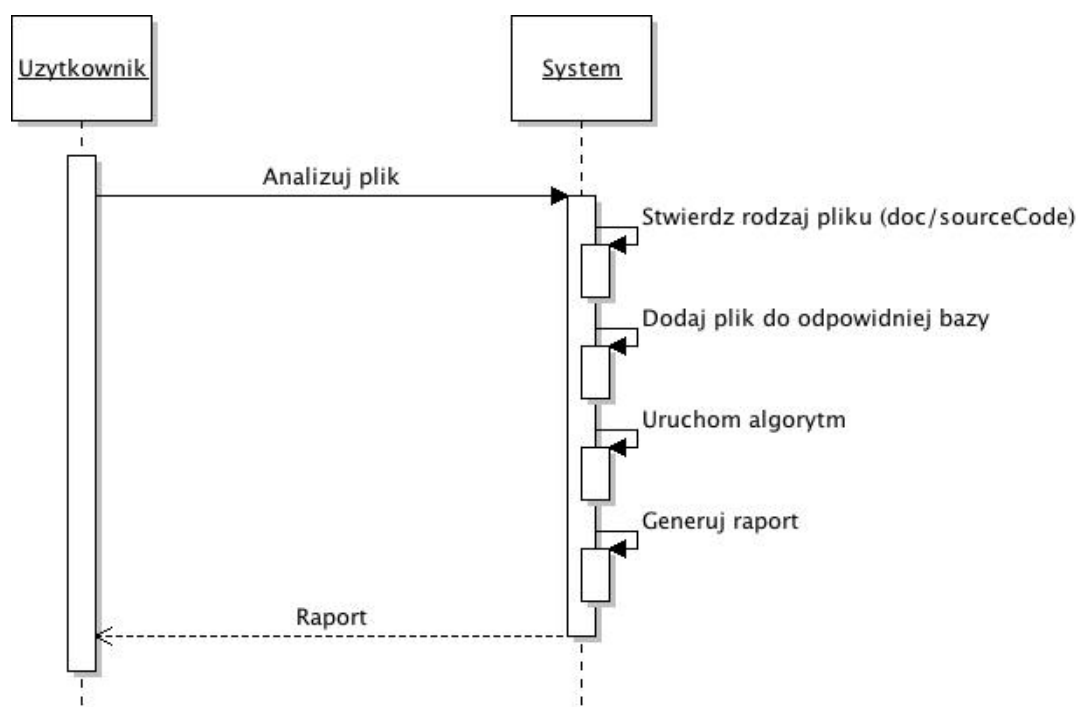 Uzytkownik
System
Analizuj plik
Stwierdz rodzaj pliku (doc/sourceCode)
Dodaj plik do odpowidniej bazy
Uruchom algorytm
Generuj raport
Raport